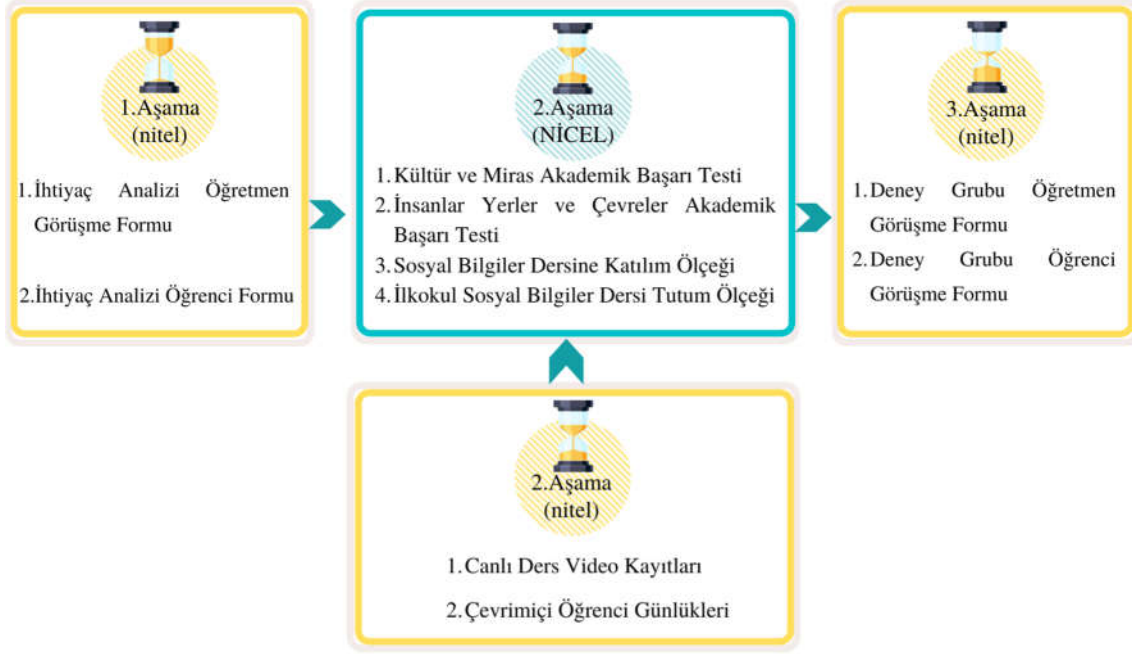 1.Aşama
(nitel)
1.İhtiyaç Analizi Öğretmen
Görüşme Formu
2.İhtiyaç Analizi Öğrenci Formu
2.Aşama
(NİCEL)
1.Kültür ve Miras Akademik Başarı Testi
2.İnsanlar Yerler ve Çevreler Akademik
Başarı Testi
3.Sosyal Bilgiler Dersine Katılım Ölçeği
4.İlkokul Sosyal Bilgiler Dersi Tutum Ölçeği
3.Aşama
(nitel)
1.Deney Grubu Öğretmen
Görüşme Formu
2.Deney Grubu Öğrenci
Görüşme Formu
2.Aşama
(nitel)
1.Canlı Ders Video Kayıtları
2.Çevrimiçi Öğrenci Günlükleri